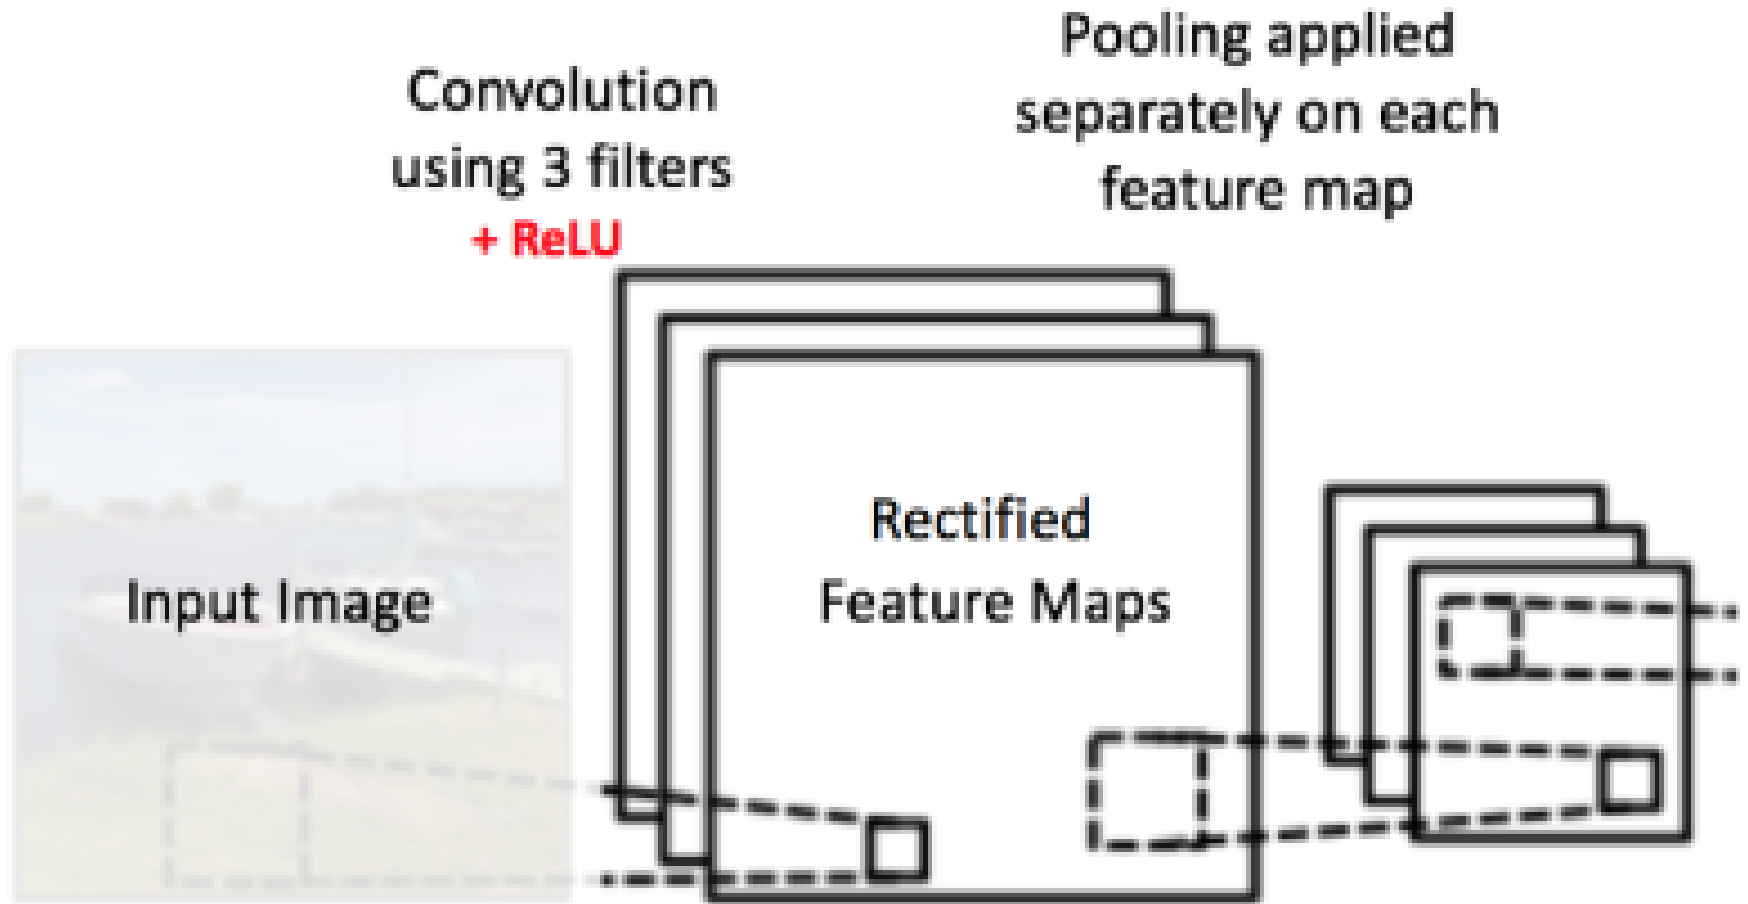 Convolution
using 3 filters
+ ReLU
Pooling applied
separately on each
feature map
Input Image
Rectified
Feature Maps